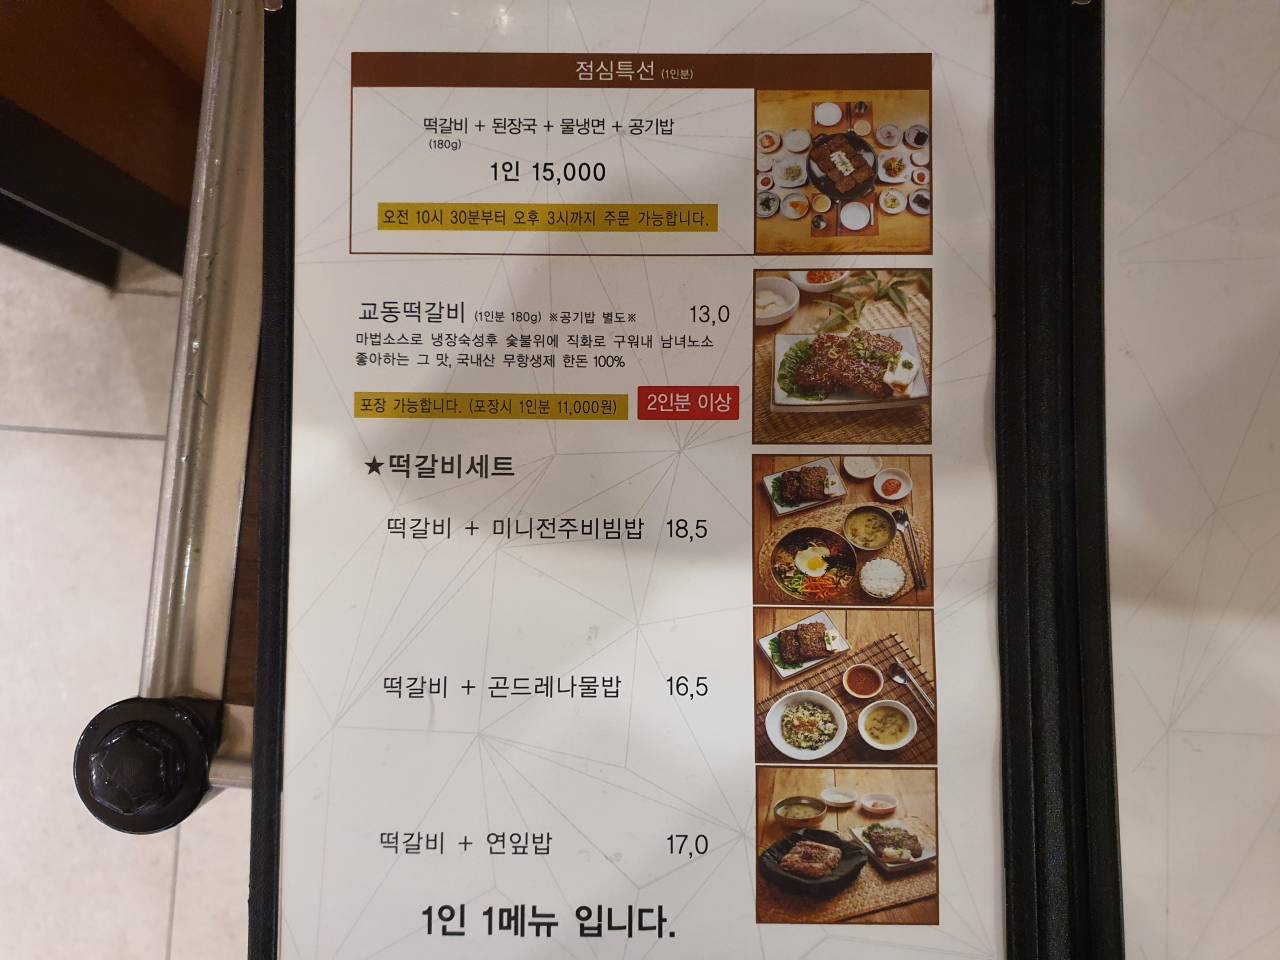 점심특선 (1인분)
떡갈비 + 된장국 + 물냉면 + 공기밥
(180g)
1인 15,000
오전 10시 30분부터 오후 3시까지 주문 가능합니다.
교동떡갈비 (1인분 180g) ※공기밥 별도※ 13,0
마법소스로 냉장숙성후 숯불위에 직화로 구워내 남녀노소
좋아하는 그 맛, 국내산 무항생제 한돈 100%
포장 가능합니다. (포장시 1인분 11,000원) 2인분 이상
★떡갈비세트
떡갈비 + 미니전주비빔밥 18,5
떡갈비 + 곤드레나물밥 16,5
떡갈비 + 연잎밥 17,0
1인 1메뉴 입니다.